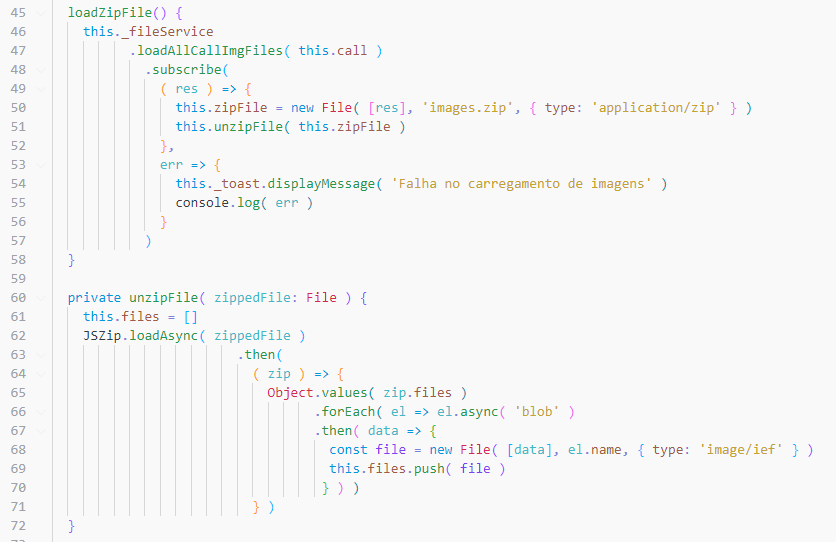 45 loadZipFile() {
46 this._fileService
47 .loadAllCallImgFiles( this.call )
48 .subscribe(
49 ( res ) => {
50 this.zipFile = new File( [res], 'images.zip', { type: 'application/zip' } )
51 this.unzipFile( this.zipFile )
52 },
53 err => {
54 this._toast.displayMessage( 'Falha no carregamento de imagens' )
55 console.log( err )
56 }
57 )
58 }
59
60 private unzipFile( zippedFile: File ) {
61 this.files = []
62 JSZip.loadAsync( zippedFile )
63 .then(
64 ( zip ) => {
65 Object.values( zip.files )
66 .forEach( el => el.async( 'blob' )
67 .then( data => {
68 const file = new File( [data], el.name, { type: 'image/ief' } )
69 this.files.push( file )
70 } ) )
71 } )
72 }